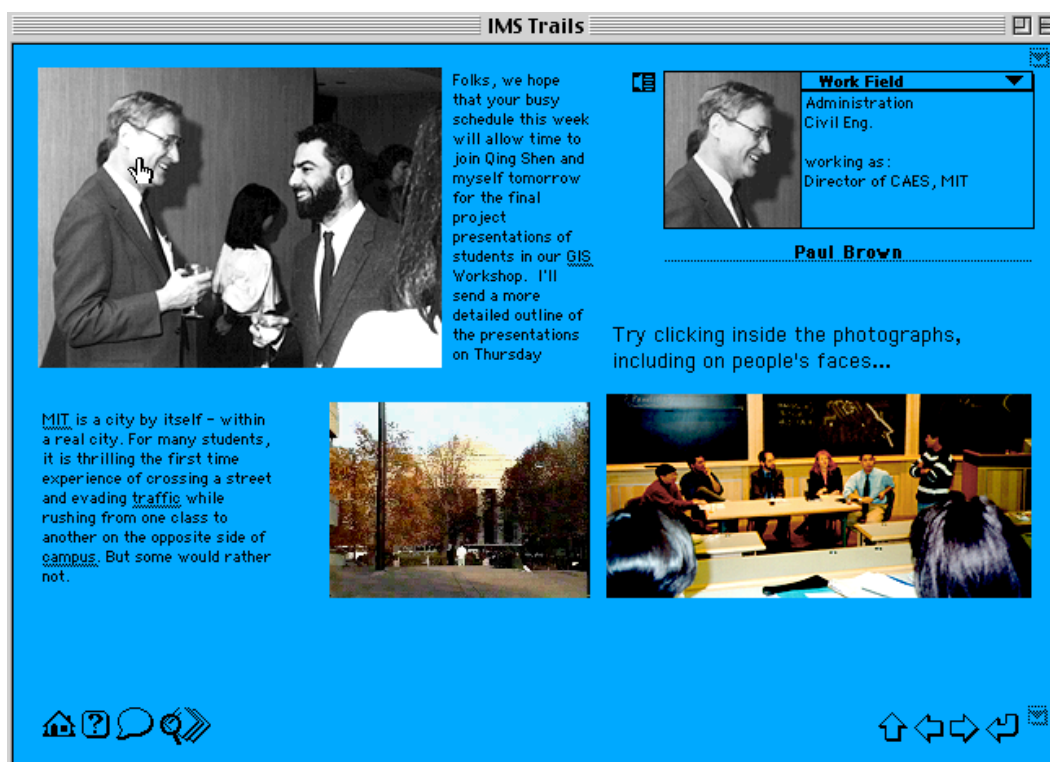 IMS Trails
Folks, we hope
that your busy
schedule this week
will allow time to
join Qing Shen and
myself tomorrow
for the final
project
presentations of
students in our GIS
Workshop. I'll
send a more
detailed outline of
the presentations
on Thursday
Work Field
Administration
Civil Eng.
working as:
Director of CAES, MIT
Paul Brown
Try clicking inside the photographs,
including on people's faces...
MIT is a city by itself - within
a real city. For many students,
it is thrilling the first time
experience of crossing a street
and evading traffic while
rushing from one class to
another on the opposite side of
campus. But some would rather
not.
?